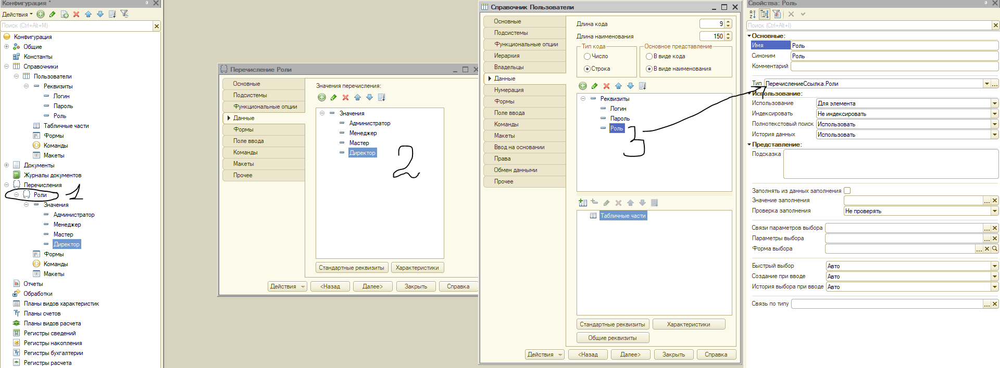 Конфигурация *
Действия
Поиск (Ctrl+Alt+M)
Конфигурация
Общие
Константы
Справочники
Пользователи
Реквизиты
Логин
Пароль
Роль
Табличные части
Формы
Команды
Макеты
Документы
Журналы документов
Перечисления
Роли 1
Значения
Администратор
Менеджер
Мастер
Директор
Формы
Команды
Макеты
Отчеты
Обработки
Планы видов характеристик
Планы счетов
Планы видов расчета
Регистры сведений
Регистры накопления
Регистры бухгалтерии
Регистры расчета
Перечисление Роли
Основные
Подсистемы
Функциональные опции
Данные
Формы
Поле ввода
Команды
Макеты
Прочее
Значения перечисления:
Значения
Администратор
Менеджер
Мастер
Директор
2
Стандартные реквизиты Характеристики
Действия <Назад Далее> Закрыть Справка
Справочник Пользователи
Основные
Подсистемы
Функциональные опции
Иерархия
Владельцы
Данные
Нумерация
Формы
Поле ввода
Команды
Макеты
Ввод на основании
Права
Обмен данными
Прочее
Длина кода 9
Длина наименования 150
Тип кода Основное представление
Число В виде кода
Строка В виде наименования
Реквизиты
Логин
Пароль
Роль
3
Табличные части
Стандартные реквизиты Характеристики
Общие реквизиты
Действия <Назад Далее> Закрыть Справка
Свойства: Роль
Поиск (Ctrl+Alt+I)
Основные:
Имя Роль
Синоним Роль
Комментарий
Тип ПеречислениеСсылка.Роли
Использование:
Использование Для элемента
Индексировать Не индексировать
Полнотекстовый поиск Использовать
История данных Использовать
Представление:
Подсказка
Заполнять из данных заполнения
Значение заполнения
Проверка заполнения Не проверять
Связи параметров выбора
Параметры выбора
Форма выбора
Быстрый выбор Авто
Создание при вводе Авто
История выбора при вводе Авто
Связь по типу